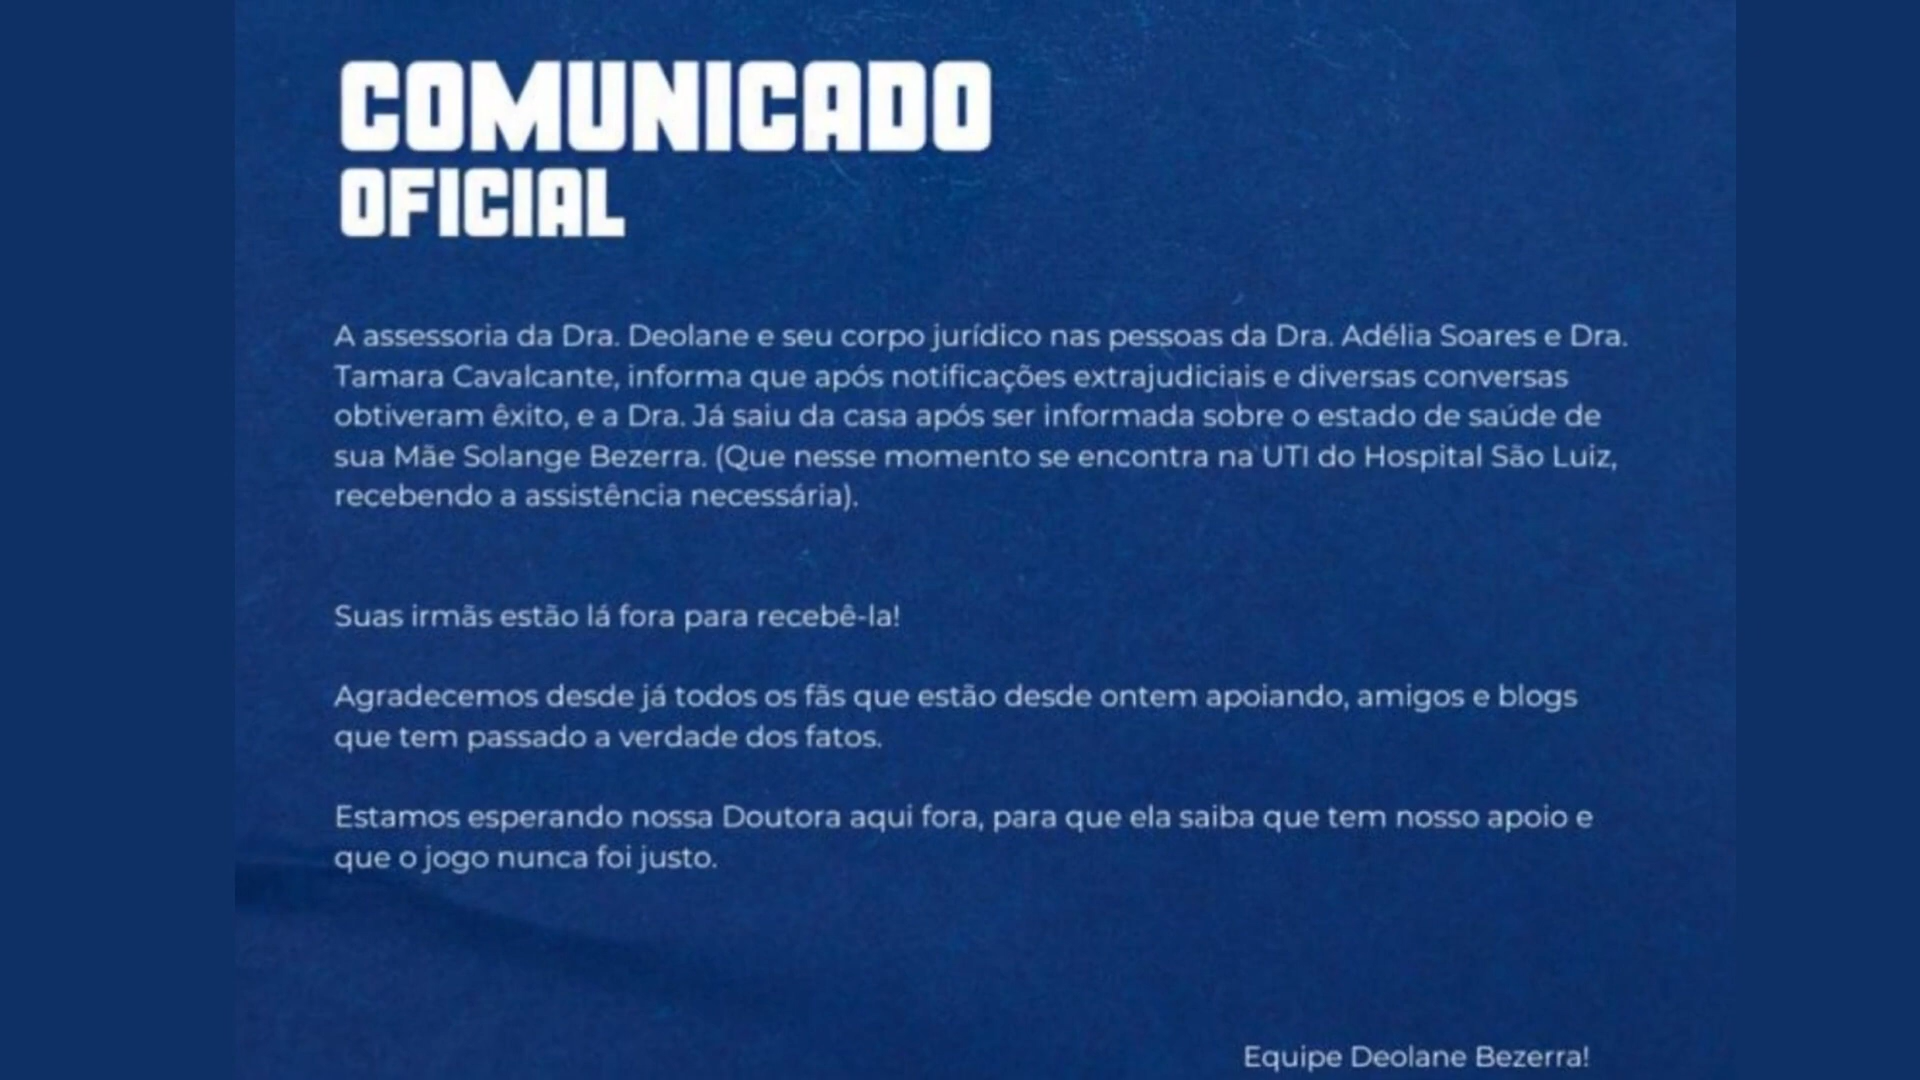 COMUNICADO
OFICIAL
A assessoria da Dra. Deolane e seu corpo jurídico nas pessoas da Dra. Adélia Soares e Dra.
Tamara Cavalcante, informa que após notificações extrajudiciais e diversas conversas
obtiveram êxito, e a Dra. Já saiu da casa após ser informada sobre o estado de saúde de
sua Mãe Solange Bezerra. (Que nesse momento se encontra na UTI do Hospital São Luiz,
recebendo a assistência necessária).
Suas irmãs estão lá fora para recebê-la!
Agradecemos desde já todos os fãs que estão desde ontem apoiando, amigos e blogs
que tem passado a verdade dos fatos.
Estamos esperando nossa Doutora aqui fora, para que ela saiba que tem nosso apoio e
que o jogo nunca foi justo.
Equipe Deolane Bezerra!